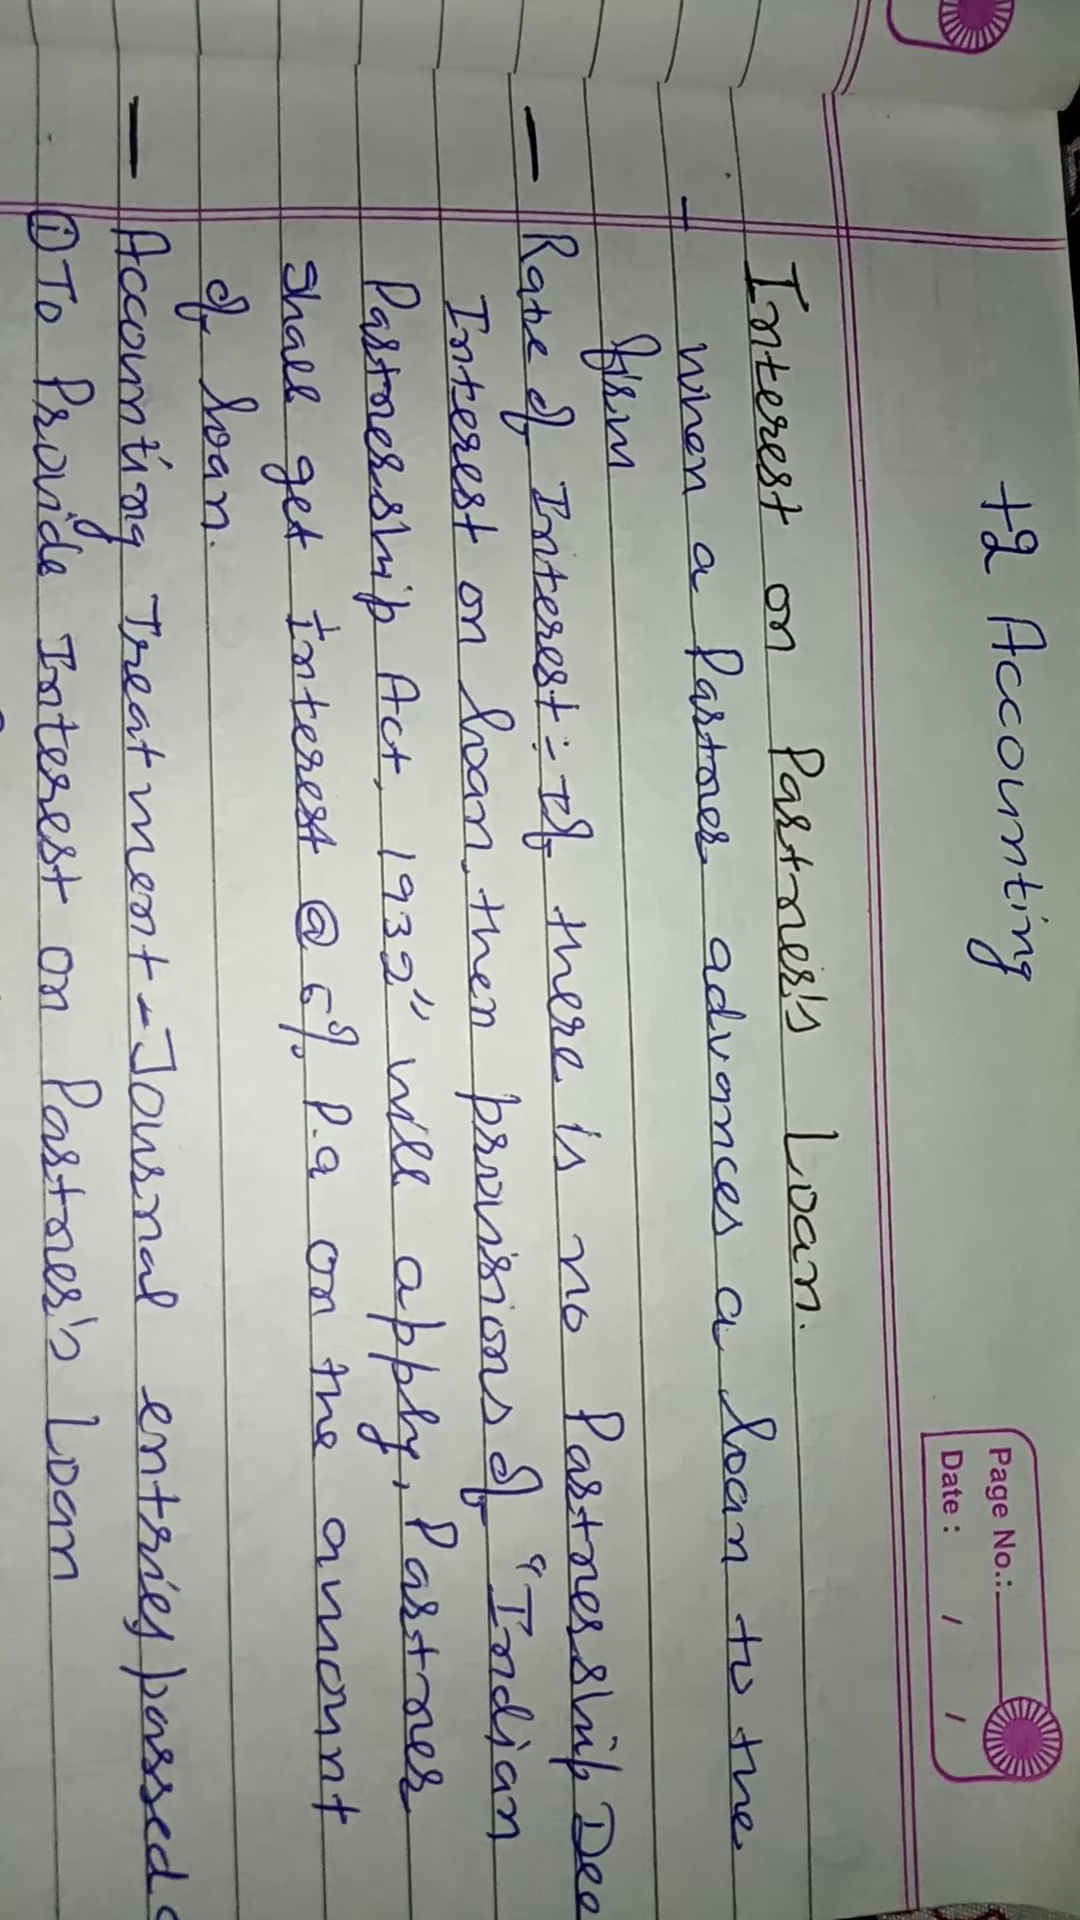 +2 Accounting
Page No.:
Date : / /
Interest on Partner's Loan.
- When a Partner advances a loan to the
firm
- Rate of Interest :- If there is no Partnership Dee
Interest on loan, then provisions of "Indian
Partnership Act, 1932" will apply, Partner
shall get Interest @ 6% P.a on the amount
of loan.
- Accounting Treatment - Journal entries passed
① To Provide Interest on Partner's Loan